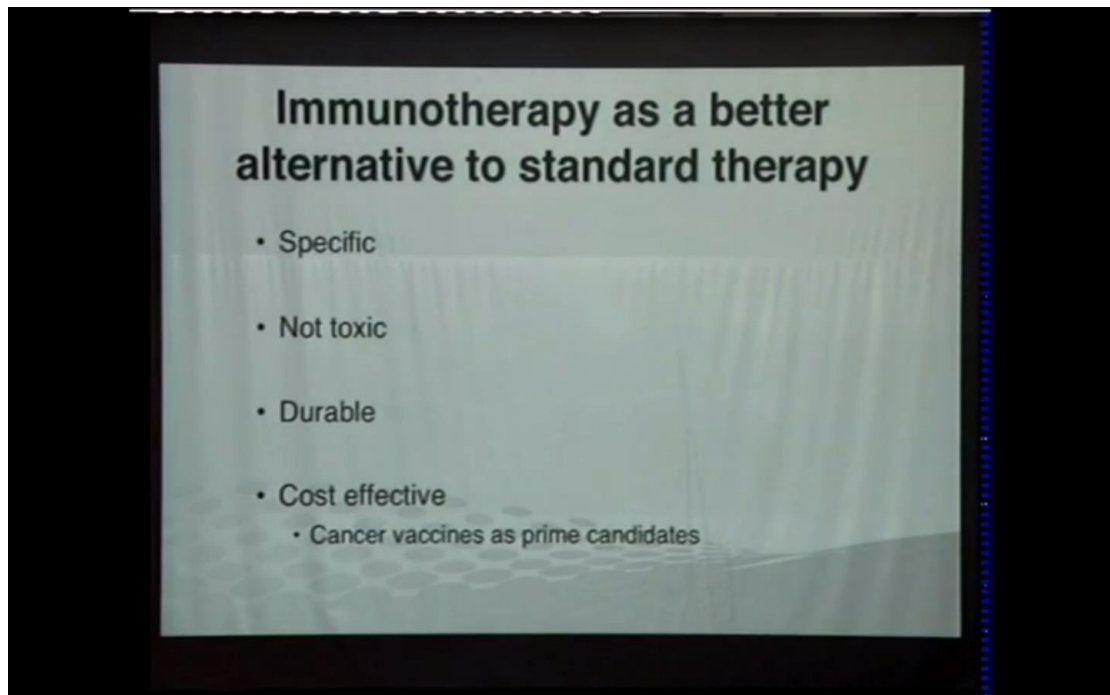 Immunotherapy as a better
alternative to standard therapy
• Specific
• Not toxic
• Durable
• Cost effective
• Cancer vaccines as prime candidates